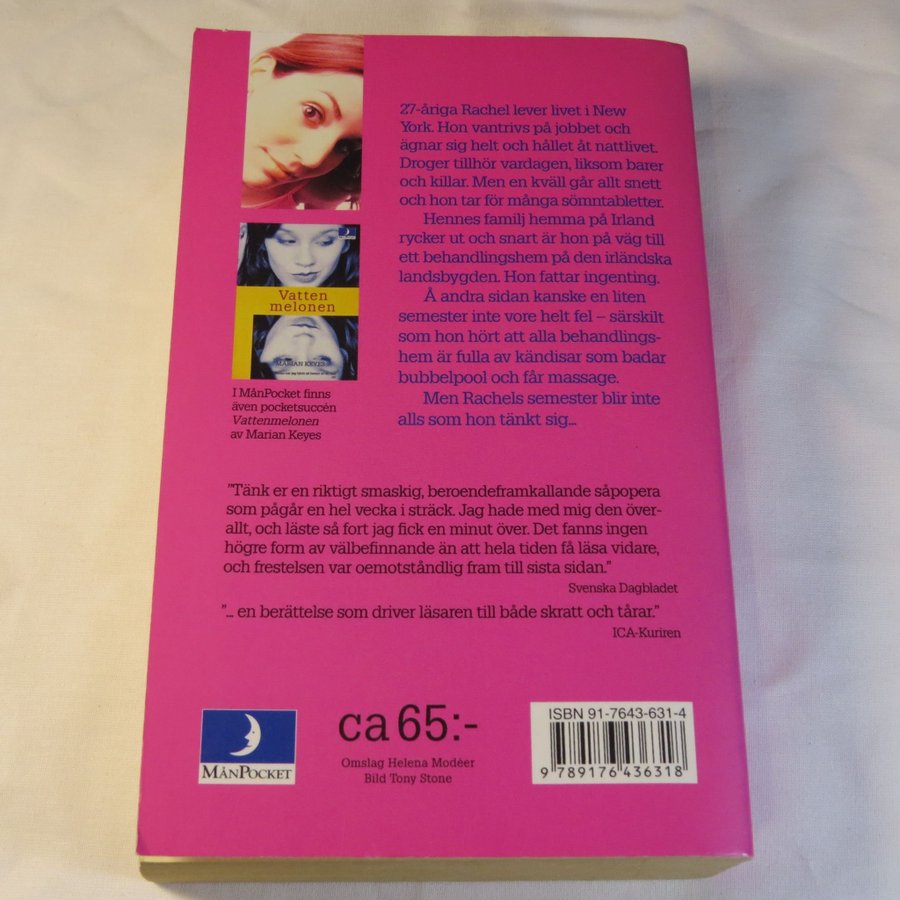 27-åriga Rachel lever livet i New
York. Hon vantrivs på jobbet och
ägnar sig helt och hållet åt nattlivet.
Droger tillhör vardagen, liksom barer
och killar. Men en kväll går allt snett
och hon tar för många sömntabletter.
Hennes familj hemma på Irland
rycker ut och snart är hon på väg till
ett behandlingshem på den irländska
landsbygden. Hon fattar ingenting.
Å andra sidan kanske en liten
semester inte vore helt fel – särskilt
som hon hört att alla behandlings-
hem är fulla av kändisar som badar
bubbelpool och får massage.
Men Rachels semester blir inte
alls som hon tänkt sig...
MÅNPOCKET
Vatten
melonen
MARIAN KEYES
I MånPocket finns
även pocketsuccén
Vattenmelonen
av Marian Keyes
”Tänk er en riktigt smaskig, beroendeframkallande såpopera
som pågår en hel vecka i sträck. Jag hade med mig den över-
allt, och läste så fort jag fick en minut över. Det fanns ingen
högre form av välbefinnande än att hela tiden få läsa vidare,
och frestelsen var oemotståndlig fram till sista sidan.”
Svenska Dagbladet
”... en berättelse som driver läsaren till både skratt och tårar.”
ICA-Kuriren
MÅNPOCKET
ca 65:-
Omslag Helena Modéer
Bild Tony Stone
ISBN 91-7643-631-4
9 789176 436318